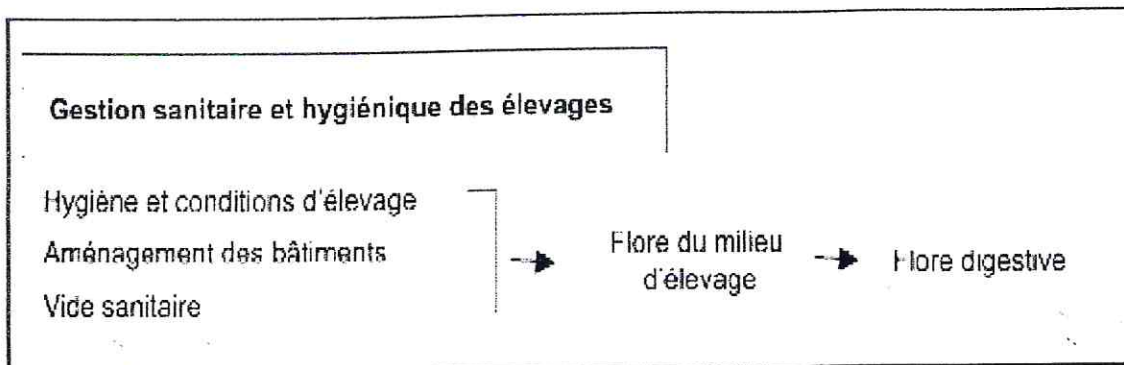 Gestion sanitaire et hygiénique des élevages
Hygiène et conditions d'élevage
Aménagement des bâtiments
Vide sanitaire
Flore du milieu
d'élevage
Flore digestive